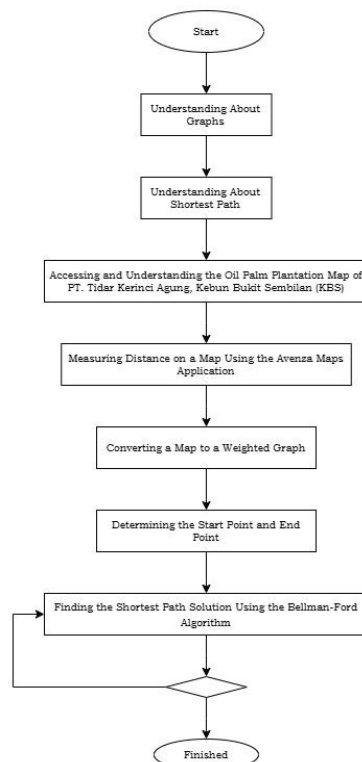 Start
Understanding About
Graphs
Understanding About
Shortest Path
Accessing and Understanding the Oil Palm Plantation Map of
PT. Tidar Kerinci Agung, Kebun Bukit Sembilan (KBS)
Measuring Distance on a Map Using the Avenza Maps
Application
Converting a Map to a Weighted Graph
Determining the Start Point and End
Point
Finding the Shortest Path Solution Using the Bellman-Ford
Algorithm
Finished